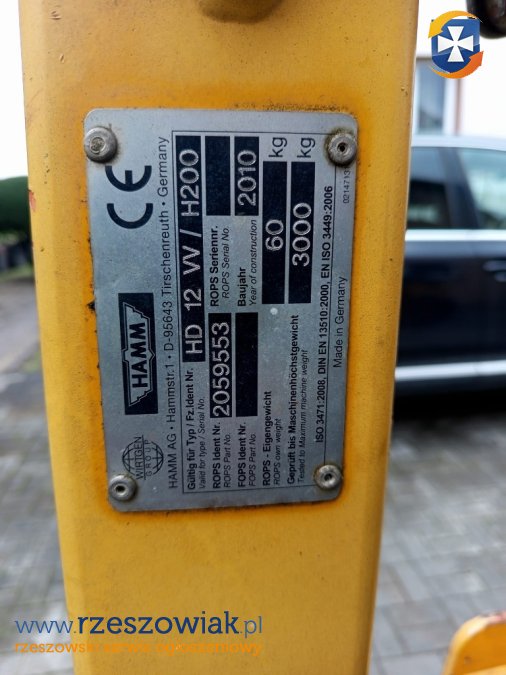 CE
HAMM
WIRTGEN
GROUP
HAMM AG · Hammstr.1 · D-95643 Tirschenreuth · Germany
Gültig für Typ / Fz.Ident Nr. HD 12 VV / H200
Valid for type / Serial No.
ROPS Ident Nr. 2059553 ROPS Seriennr.
ROPS Part No. ROPS Serial No.
FOPS Ident Nr. Baujahr 2010
FOPS Part No. Year of construction
ROPS - Eigengewicht 60 kg
ROPS own weight
Geprüft bis Maschinenhöchstgewicht 3000 kg
Tested to Maximum machine weight
ISO 3471:2008, DIN EN 13510:2000, EN ISO 3449:2006
Made in Germany
www.rzeszowiak.pl
rzeszowski serwis ogłoszeniowy